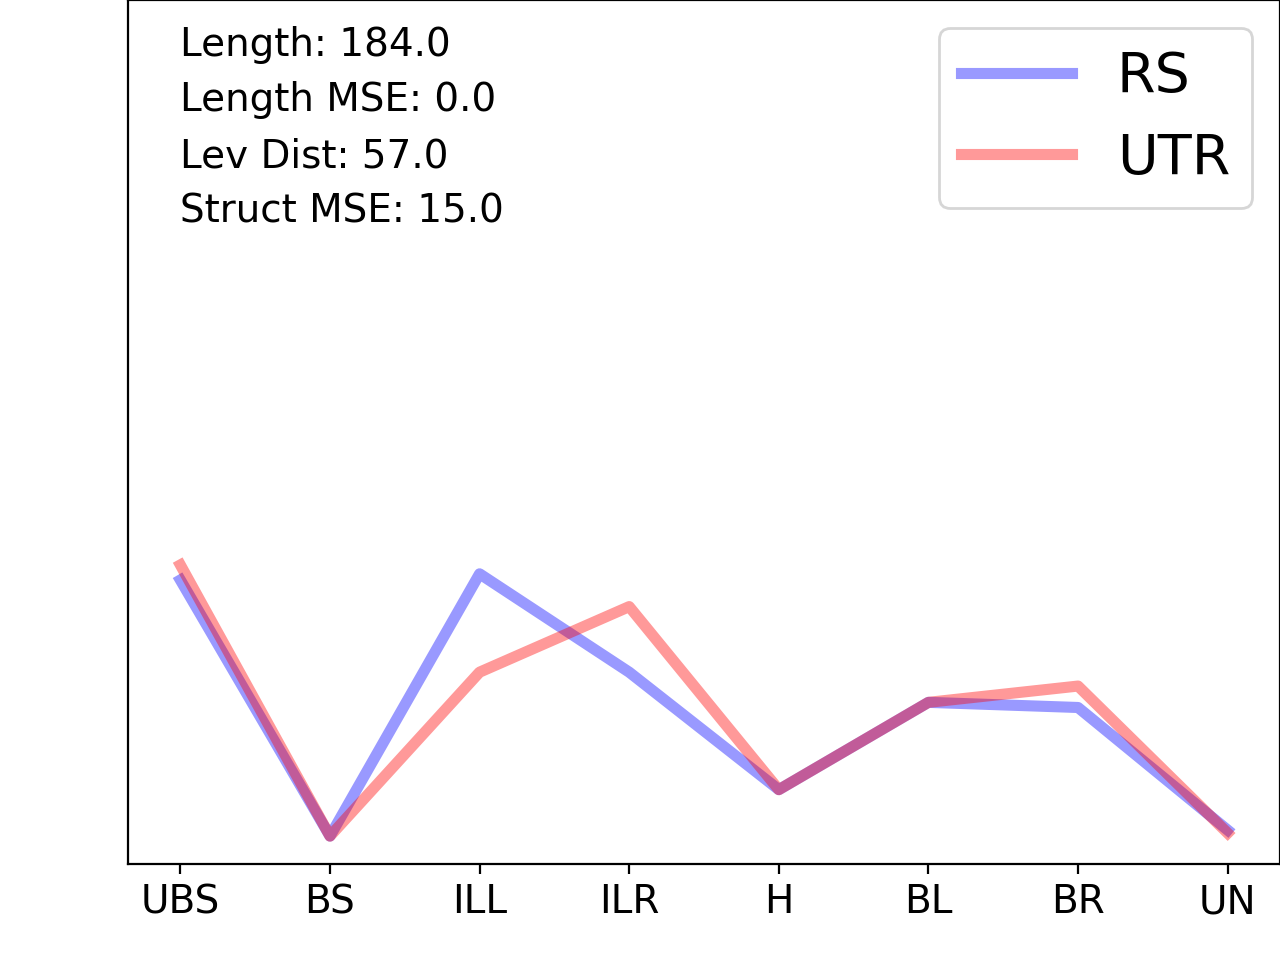 Length: 184.0
Length MSE: 0.0
Lev Dist: 57.0
Struct MSE: 15.0
RS
UTR
UBS BS ILL ILR H BL BR UN